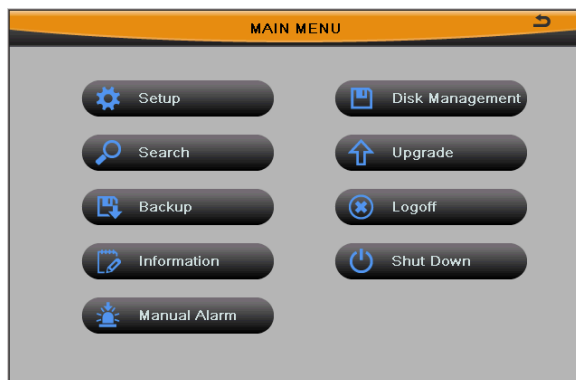 MAIN MENU
Setup
Disk Management
Search
Upgrade
Backup
Logoff
Information
Shut Down
Manual Alarm